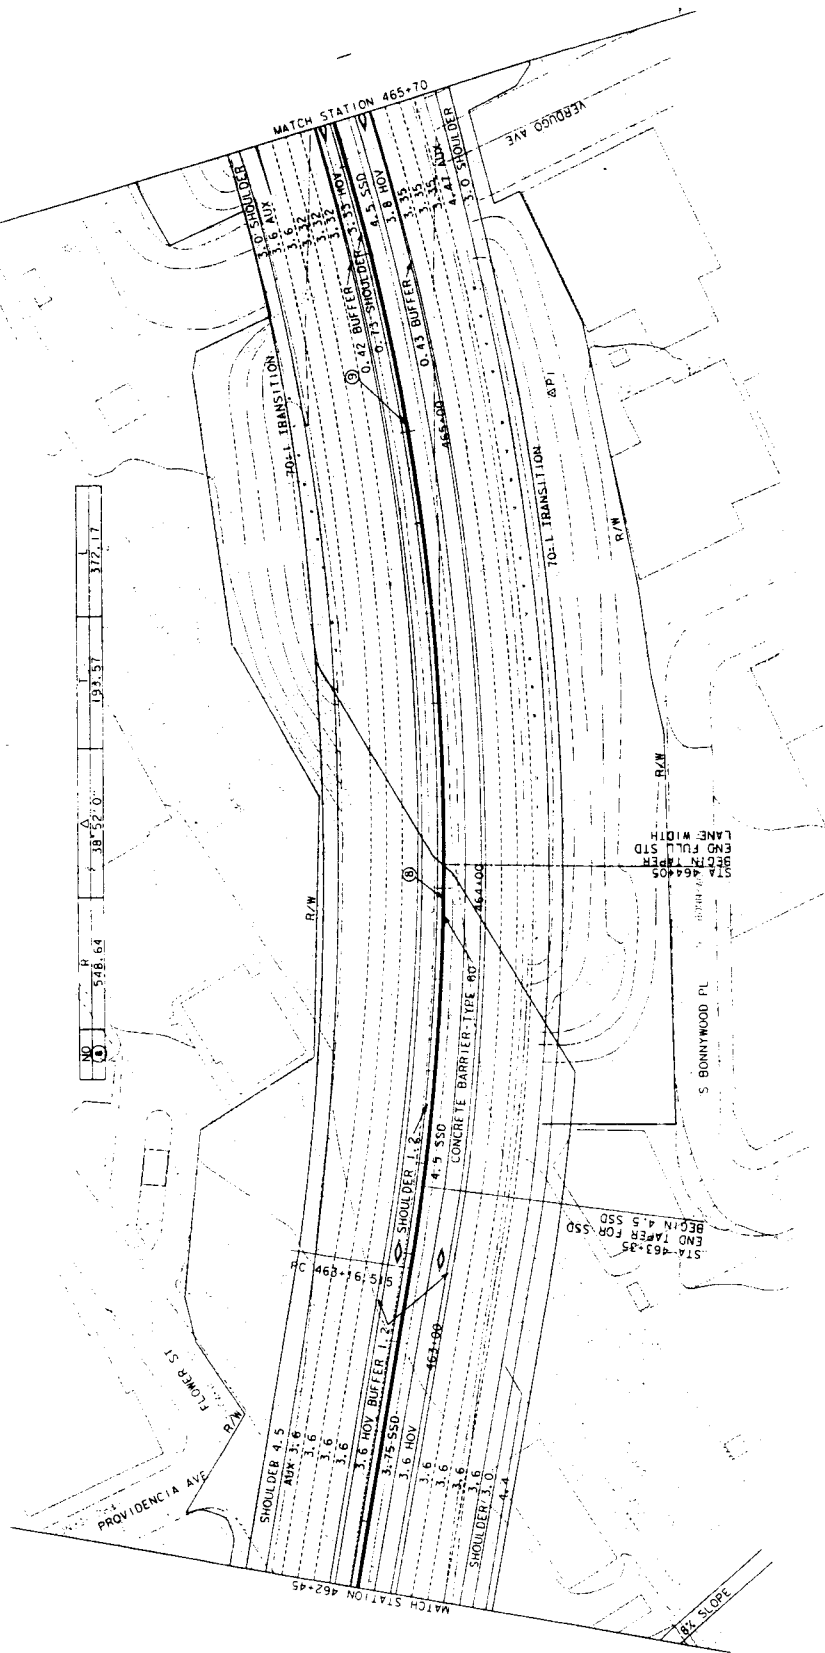 MATCH STATION 465+70
VERDUGO AVE
3.0 SHOULDER
3.6 AUX
3.6
3.32
3.32
3.32
3.35 HOV
4.5 SSD
3.8 HOV
3.35
3.35
3.35
4.47 AUX
3.0 SHOULDER
0.42 BUFFER
0.73 SHOULDER
0.43 BUFFER
9
70:1 TRANSITION
465+00
△PI
70:1 TRANSITION
R/W
NO R △ T L
8 548.64 38°52'0" 193.57 372.17
R/W
R/W
8
464+00
STA 464+05
BEGIN TAPER
END FULL STD
LANE WIDTH
S BONNYWOOD PL
CONCRETE BARRIER-TYPE 60
SHOULDER 1.2
4.5 SSD
STA 463+35
END TAPER FOR SSD
BEGIN 4.5 SSD
PC 463+16.515
463+00
FLOWER ST
R/W
PROVIDENCIA AVE
SHOULDER 4.5
AUX 3.6
3.6
3.6
3.6
3.6 HOV BUFFER 1.2
3.75 SSD
3.6 HOV
3.6
3.6
3.6
3.6
SHOULDER 3.0
4.4
MATCH STATION 462+45
8% SLOPE